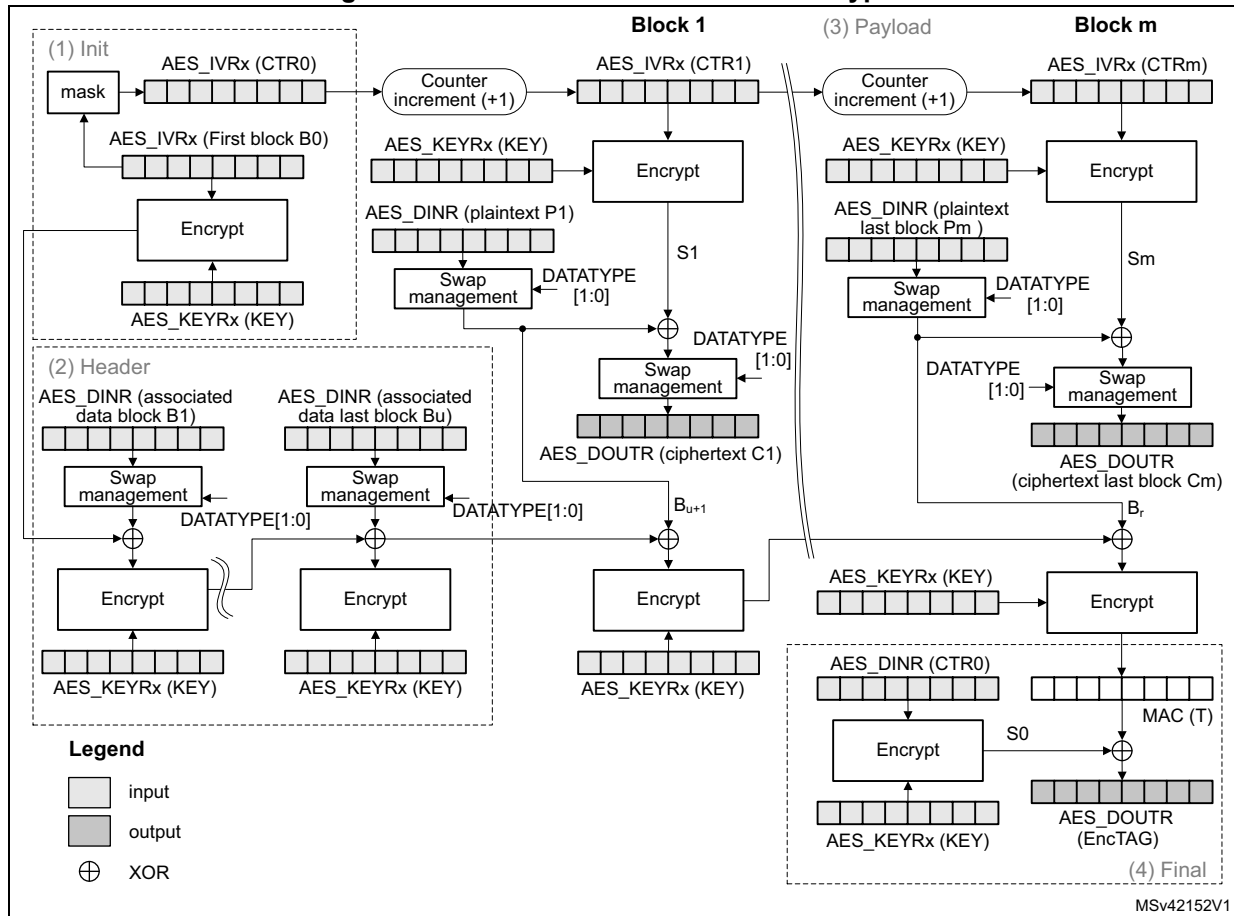 Block 1
(3) Payload
Block m
(1) Init
AES_IVRx (CTR0)
mask
Counter
increment (+1)
AES_IVRx (CTR1)
Counter
increment (+1)
AES_IVRx (CTRm)
AES_IVRx (First block B0)
AES_KEYRx (KEY)
Encrypt
AES_KEYRx (KEY)
Encrypt
Encrypt
AES_KEYRx (KEY)
AES_DINR (plaintext P1)
Swap
management
DATATYPE
[1:0]
S1
DATATYPE
[1:0]
Swap
management
AES_DOUTR (ciphertext C1)
AES_DINR (plaintext
last block Pm )
Swap
management
DATATYPE
[1:0]
Sm
DATATYPE
[1:0]
Swap
management
AES_DOUTR
(ciphertext last block Cm)
(2) Header
AES_DINR (associated
data block B1)
Swap
management
DATATYPE[1:0]
AES_DINR (associated
data last block Bu)
Swap
management
DATATYPE[1:0]
Bu+1
Br
Encrypt
AES_KEYRx (KEY)
Encrypt
AES_KEYRx (KEY)
Encrypt
AES_KEYRx (KEY)
AES_KEYRx (KEY)
Encrypt
AES_DINR (CTR0)
Encrypt
S0
MAC (T)
AES_KEYRx (KEY)
AES_DOUTR
(EncTAG)
(4) Final
Legend
input
output
XOR
MSv42152V1